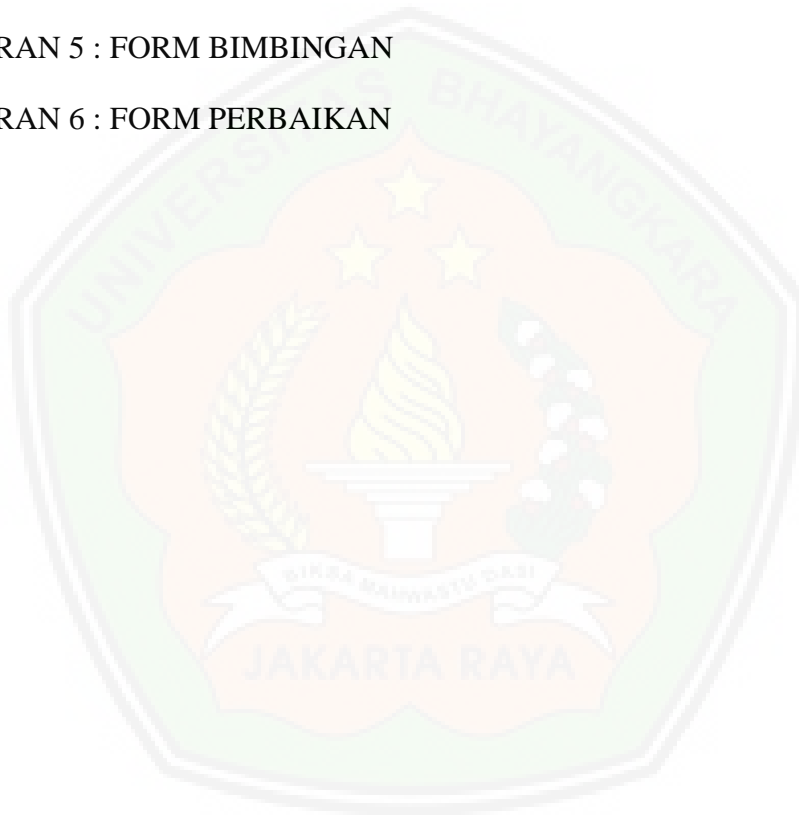 RAN 5 : FORM BIMBINGAN
RAN 6 : FORM PERBAIKAN
UNIVERSITAS BHAYANGKARA
JAKARTA RAYA